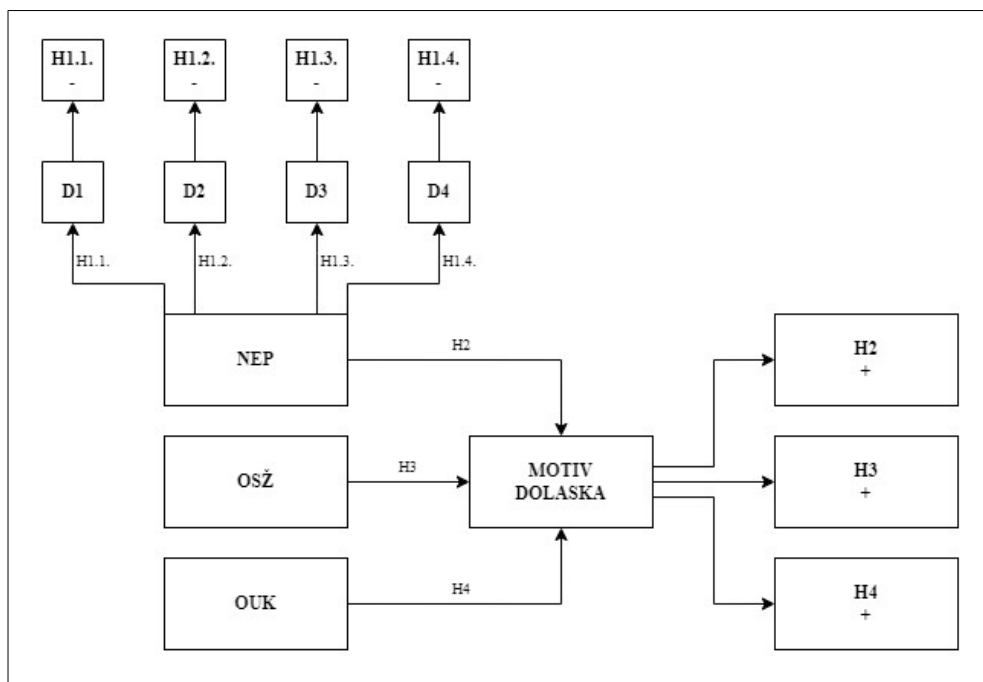 H1.1.
-
H1.2.
-
H1.3.
-
H1.4.
-
D1
D2
D3
D4
H1.1.
H1.2.
H1.3.
H1.4.
NEP
H2
H2
+
OSŽ
H3
MOTIV
DOLASKA
H3
+
OUK
H4
H4
+